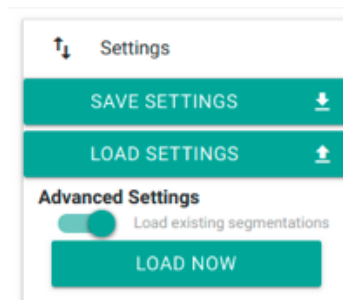 Settings
SAVE SETTINGS
LOAD SETTINGS
Advanced Settings
Load existing segmentations
LOAD NOW